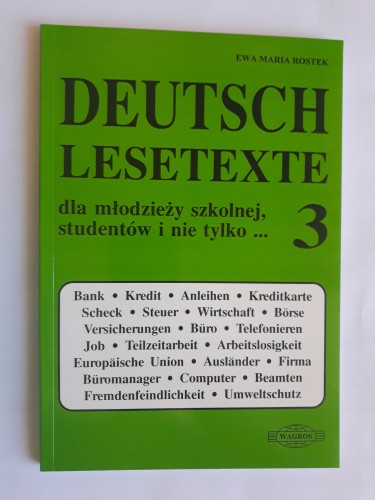 EWA MARIA ROSTEK
DEUTSCH
LESETEXTE
dla młodzieży szkolnej,
studentów i nie tylko ... 3
Bank • Kredit • Anleihen • Kreditkarte
Scheck • Steuer • Wirtschaft • Börse
Versicherungen • Büro • Telefonieren
Job • Teilzeitarbeit • Arbeitslosigkeit
Europäische Union • Ausländer • Firma
Büromanager • Computer • Beamten
Fremdenfeindlichkeit • Umweltschutz
WAGROS